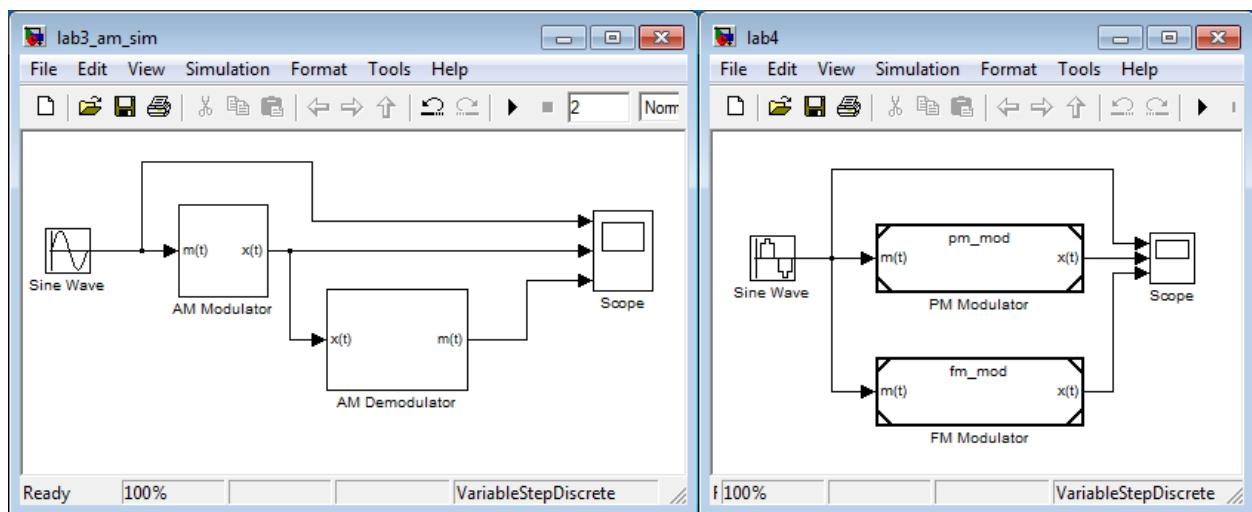 lab3_am_sim
File Edit View Simulation Format Tools Help
2 Norm
m(t) x(t)
Sine Wave
AM Modulator
Scope
x(t) m(t)
AM Demodulator
Ready 100% VariableStepDiscrete
lab4
File Edit View Simulation Format Tools Help
pm_mod
m(t) x(t)
Sine Wave
PM Modulator
Scope
fm_mod
m(t) x(t)
FM Modulator
100% VariableStepDiscrete